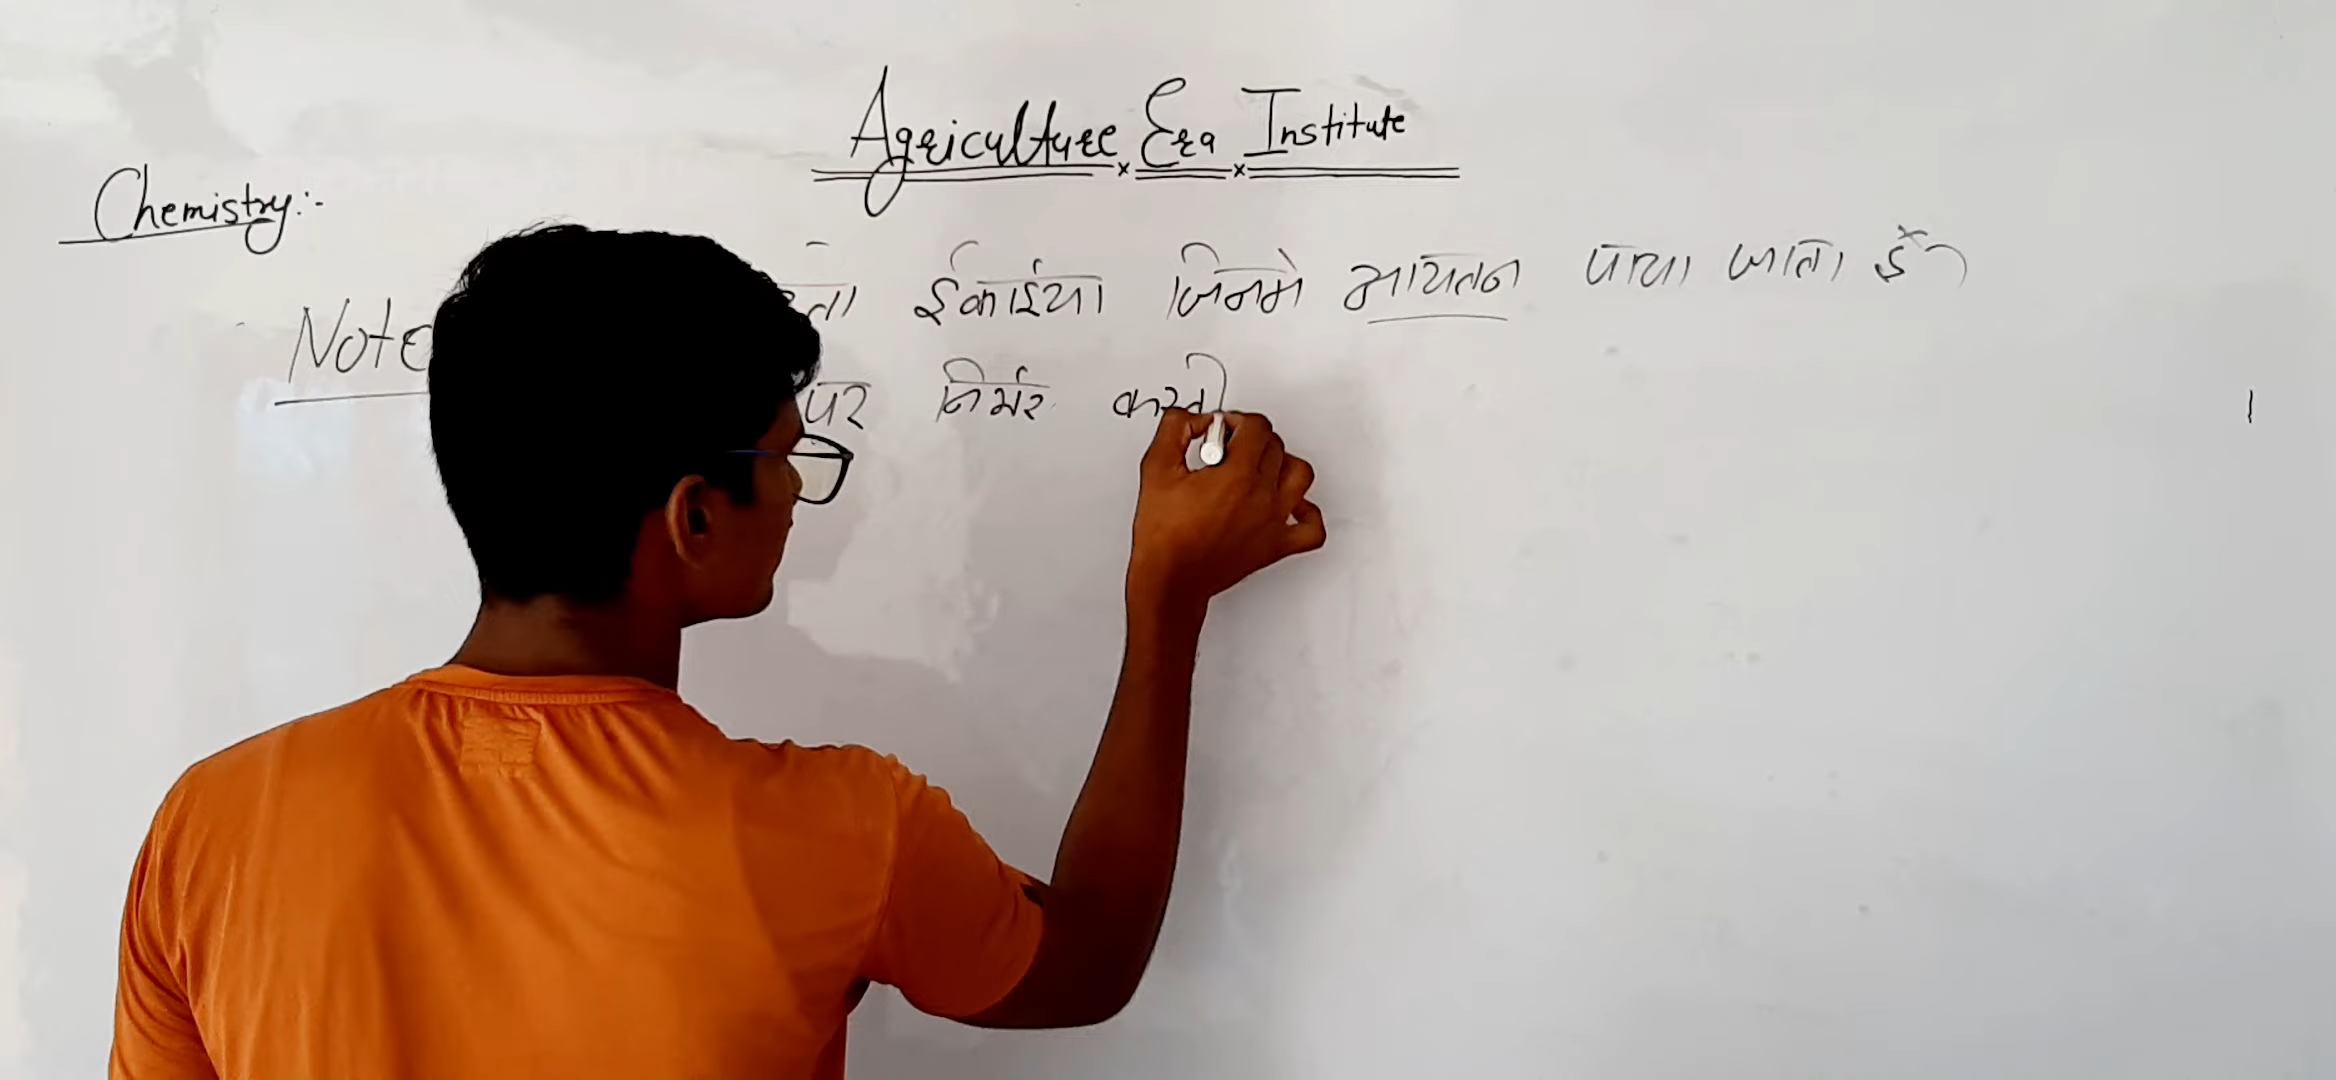 Agriculture Era Institute
Chemistry:-
Note ईकाईया जिनमे आयतन पाया जाता है
पर निर्भर करती